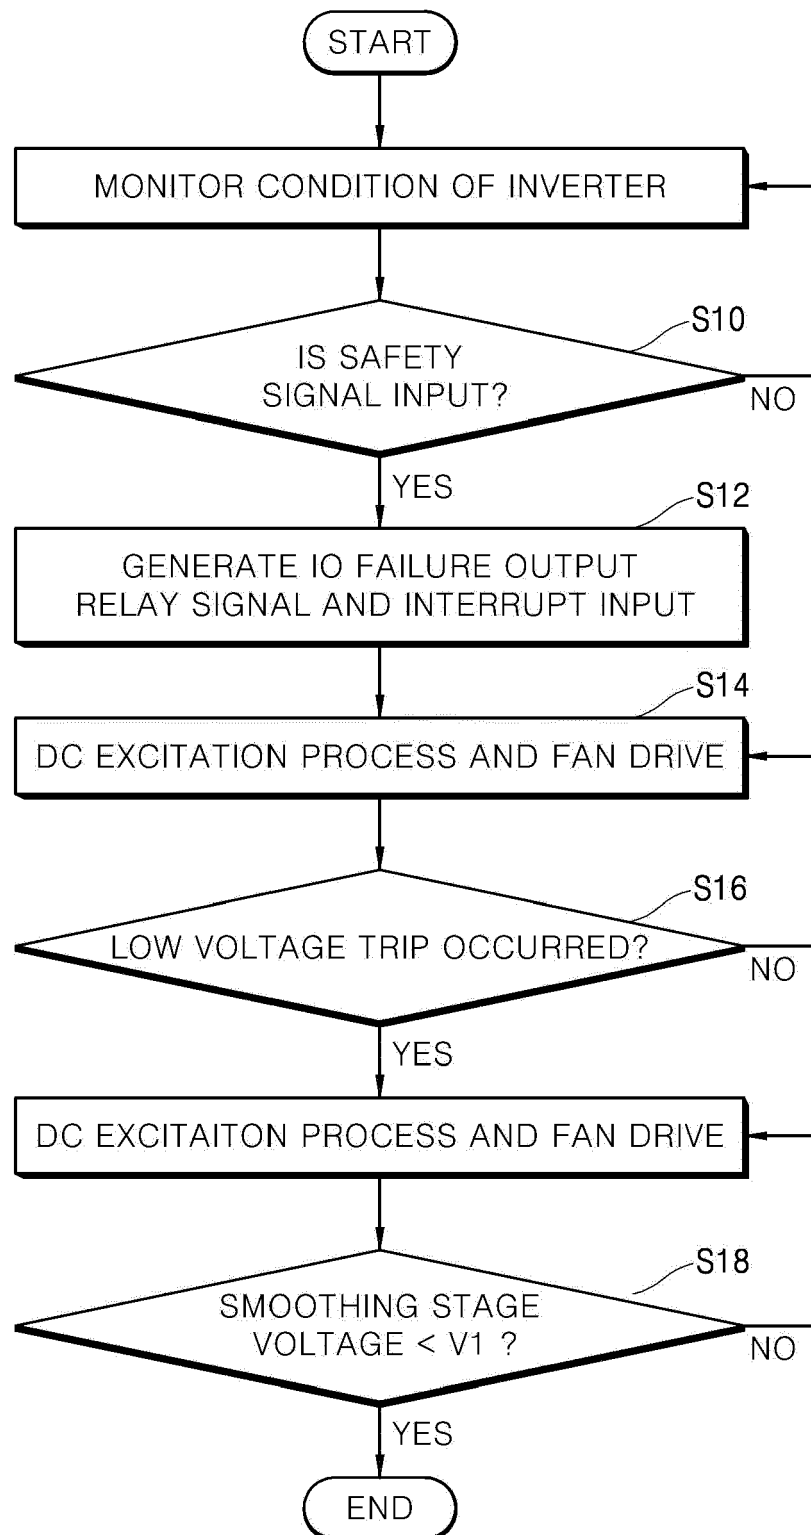 START
MONITOR CONDITION OF INVERTER
S10
IS SAFETY
SIGNAL INPUT?
NO
YES
S12
GENERATE IO FAILURE OUTPUT
RELAY SIGNAL AND INTERRUPT INPUT
S14
DC EXCITATION PROCESS AND FAN DRIVE
S16
LOW VOLTAGE TRIP OCCURRED?
NO
YES
DC EXCITAITON PROCESS AND FAN DRIVE
S18
SMOOTHING STAGE
VOLTAGE < V1 ?
NO
YES
END